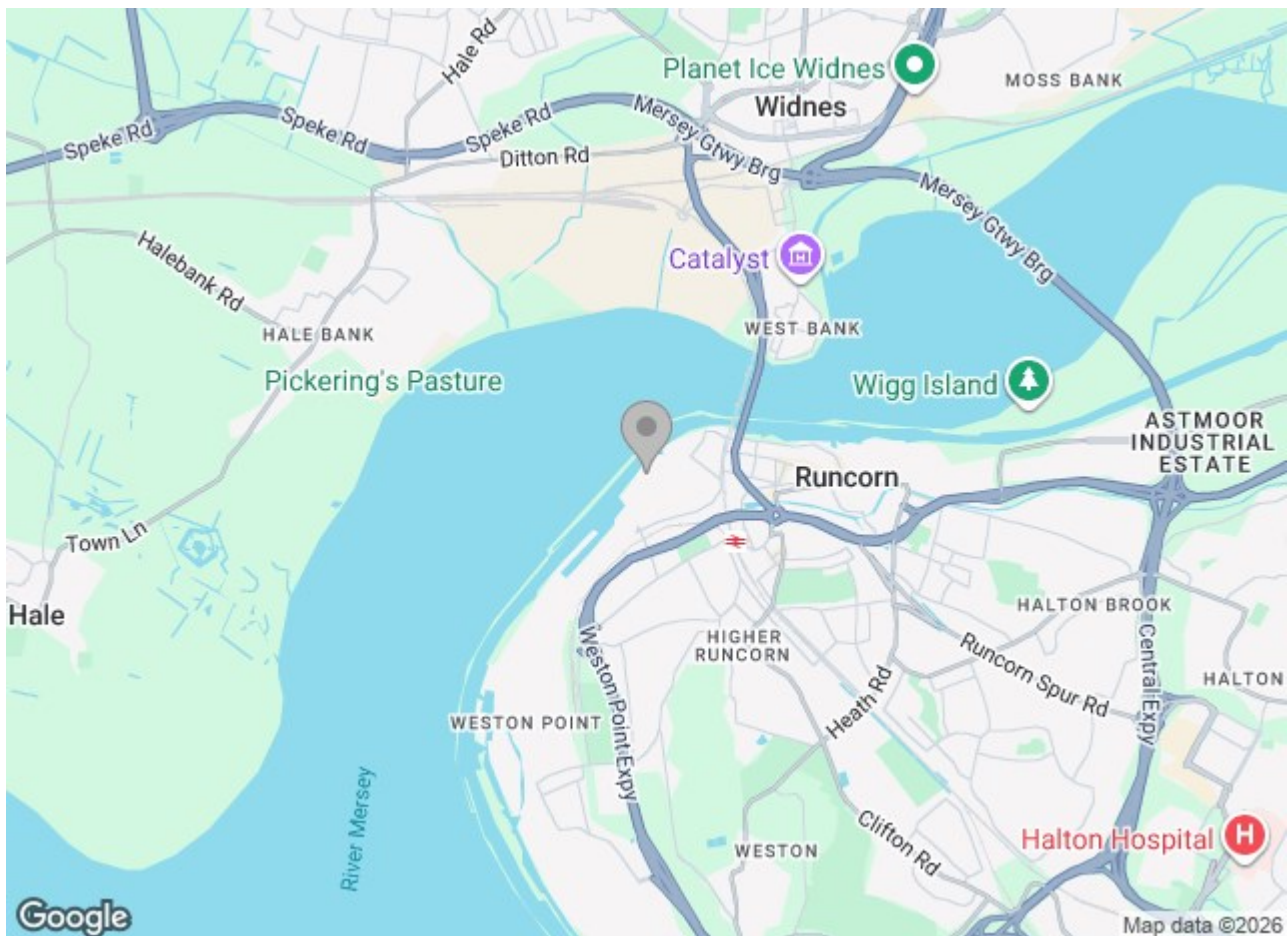 Planet Ice Widnes
Widnes
MOSS BANK
Hale Rd
Speke Rd
Speke Rd
Speke Rd
Mersey Gtwy Brg
Ditton Rd
Mersey Gtwy Brg
Halebank Rd
Catalyst
HALE BANK
WEST BANK
Pickering's Pasture
Wigg Island
ASTMOOR
INDUSTRIAL
ESTATE
Runcorn
Town Ln
Hale
HALTON BROOK
HIGHER
RUNCORN
Weston Point Expy
Heath Rd
Runcorn Spur Rd
Central Expy
HALTON
WESTON POINT
River Mersey
WESTON
Clifton Rd
Halton Hospital
H
Google
Map data ©2026